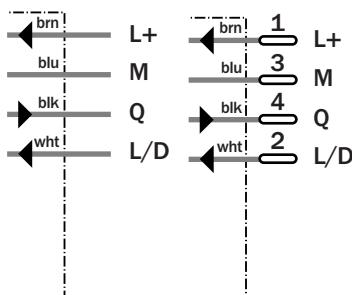 brn L+
blu M
blk Q
wht L/D
brn 1 L+
blu 3 M
blk 4 Q
wht 2 L/D